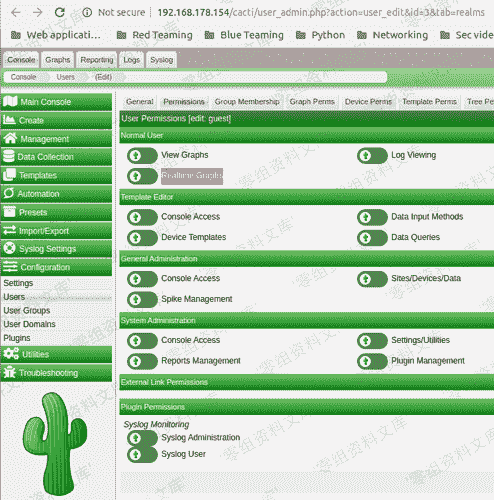 Not secure | 192.168.178.154/cacti/user_admin.php?action=user_edit&id=3&tab=realms
Web applicati... Red Teaming Blue Teaming Python Networking Sec vide
Console Graphs Reporting Logs Syslog
Console Users (Edit)
Main Console
Create
Management
Data Collection
Templates
Automation
Presets
Import/Export
Syslog Settings
Configuration
Settings
Users
User Groups
User Domains
Plugins
Utilities
Troubleshooting
General Permissions Group Membership Graph Perms Device Perms Template Perms Tree Pe
User Permissions [edit: guest]
Normal User
View Graphs Log Viewing
Realtime Graphs
Template Editor
Console Access Data Input Methods
Device Templates Data Queries
General Administration
Console Access Sites/Devices/Data
Spike Management
System Administration
Console Access Settings/Utilities
Reports Management Plugin Management
External Link Permissions
Plugin Permissions
Syslog Monitoring
Syslog Administration
Syslog User
零组资料文库